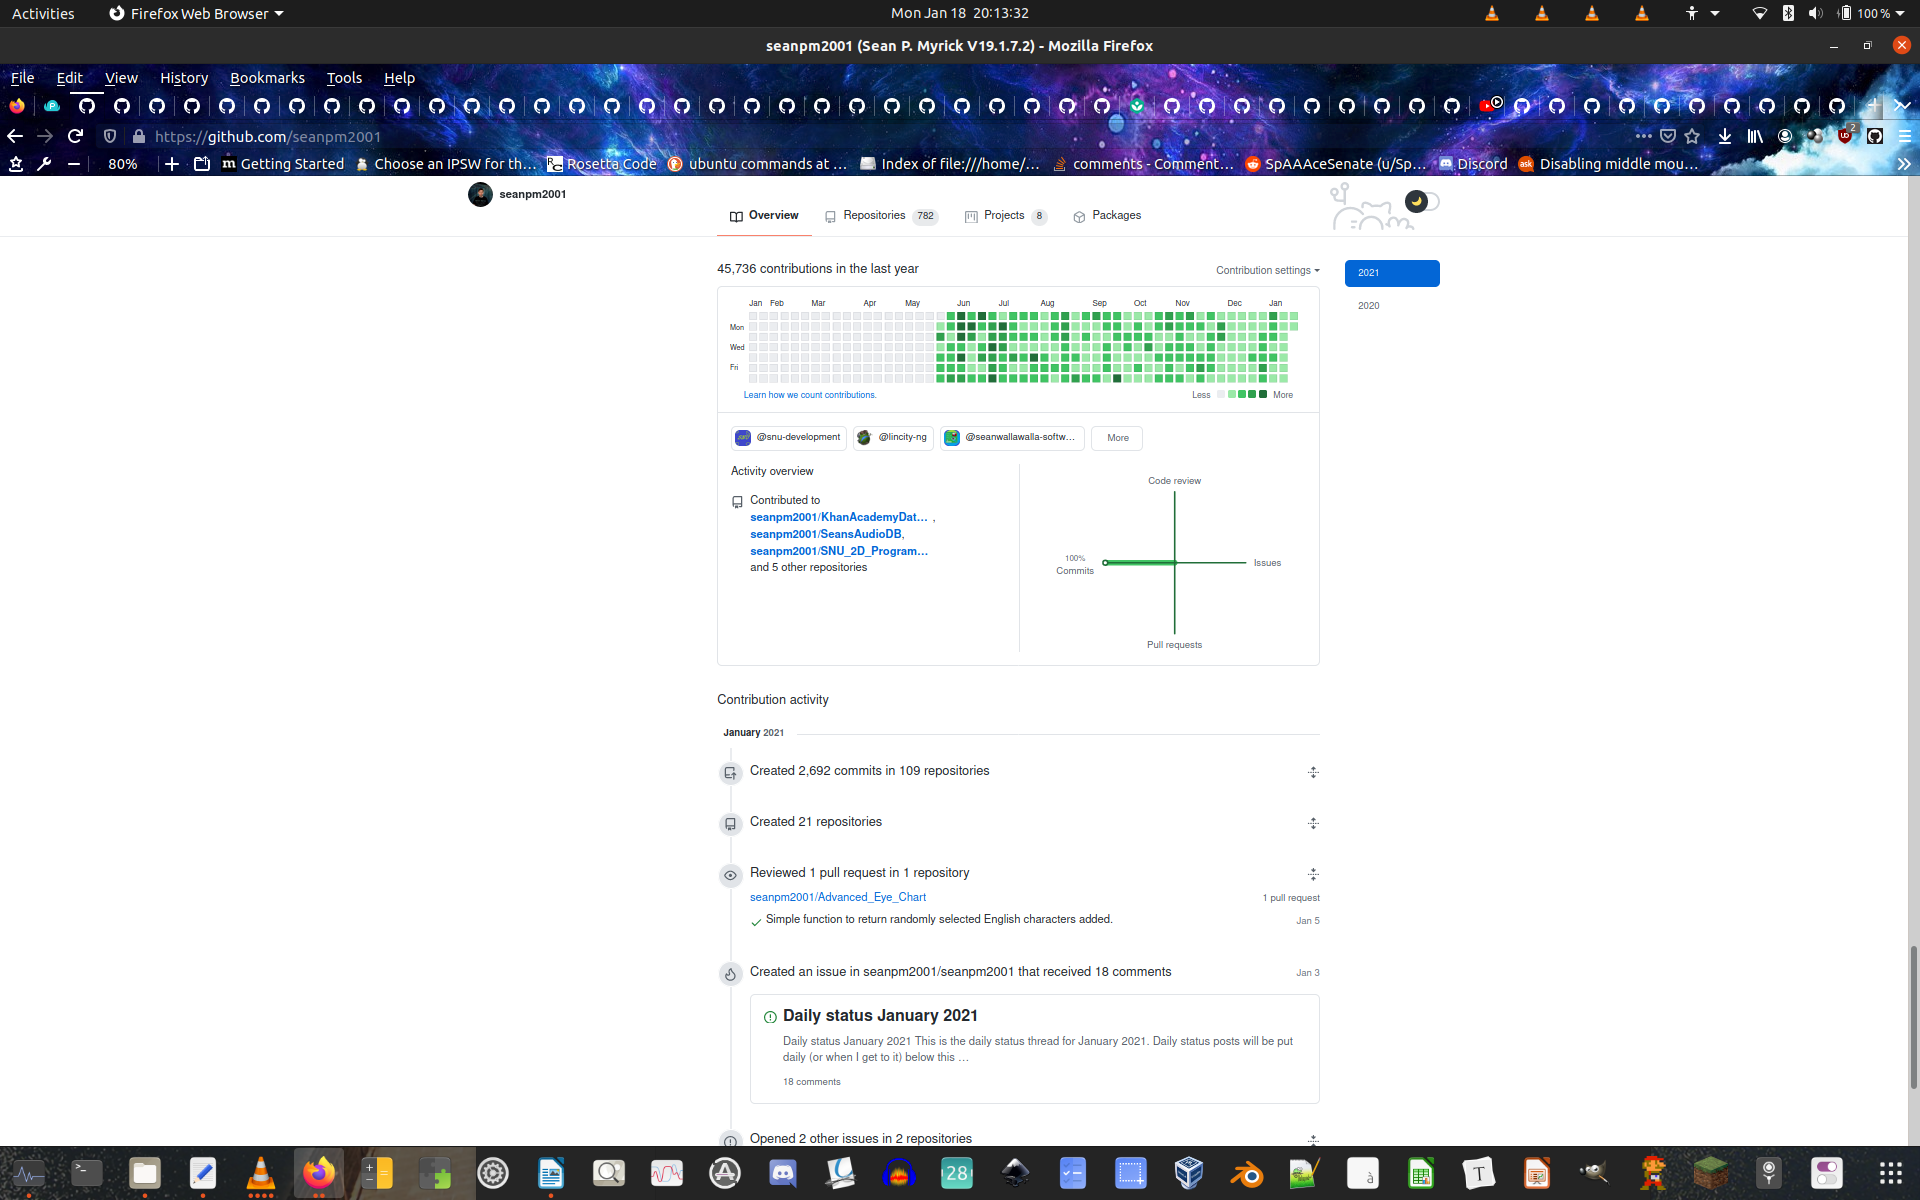 Activities
Firefox Web Browser
Mon Jan 18 20:13:32
100 %
seanpm2001 (Sean P. Myrick V19.1.7.2) - Mozilla Firefox
File Edit View History Bookmarks Tools Help
https://github.com/seanpm2001
2
80%
Getting Started
Choose an IPSW for th…
Rosetta Code
ubuntu commands at …
Index of file:///home/…
comments - Comment…
SpAAAceSenate (u/Sp…
Discord
Disabling middle mou…
seanpm2001
Overview
Repositories 782
Projects 8
Packages
45,736 contributions in the last year
Contribution settings
2021
2020
Jan Feb Mar Apr May Jun Jul Aug Sep Oct Nov Dec Jan
Mon
Wed
Fri
Learn how we count contributions.
Less More
@snu-development
@lincity-ng
@seanwallawalla-softw…
More
Activity overview
Contributed to
seanpm2001/KhanAcademyDat… ,
seanpm2001/SeansAudioDB,
seanpm2001/SNU_2D_Program…
and 5 other repositories
Code review
100%
Commits
Issues
Pull requests
Contribution activity
January 2021
Created 2,692 commits in 109 repositories
Created 21 repositories
Reviewed 1 pull request in 1 repository
seanpm2001/Advanced_Eye_Chart
1 pull request
Simple function to return randomly selected English characters added.
Jan 5
Created an issue in seanpm2001/seanpm2001 that received 18 comments
Jan 3
Daily status January 2021
Daily status January 2021 This is the daily status thread for January 2021. Daily status posts will be put
daily (or when I get to it) below this …
18 comments
Opened 2 other issues in 2 repositories
28